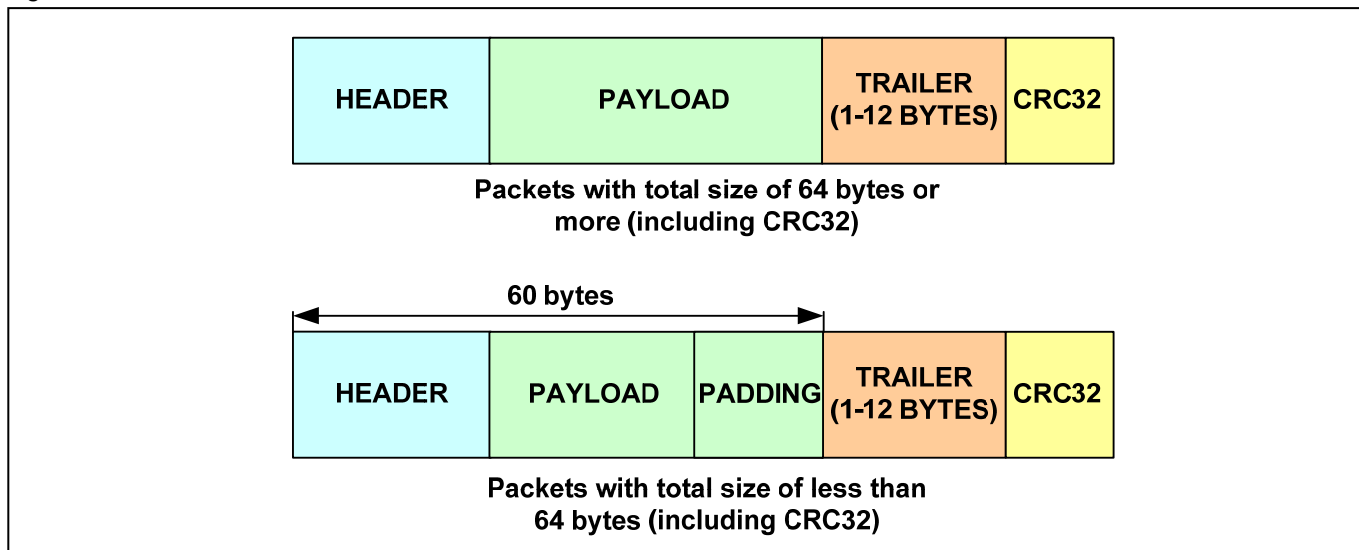 HEADER
PAYLOAD
TRAILER
(1-12 BYTES)
CRC32
Packets with total size of 64 bytes or
more (including CRC32)
60 bytes
HEADER
PAYLOAD
PADDING
TRAILER
(1-12 BYTES)
CRC32
Packets with total size of less than
64 bytes (including CRC32)